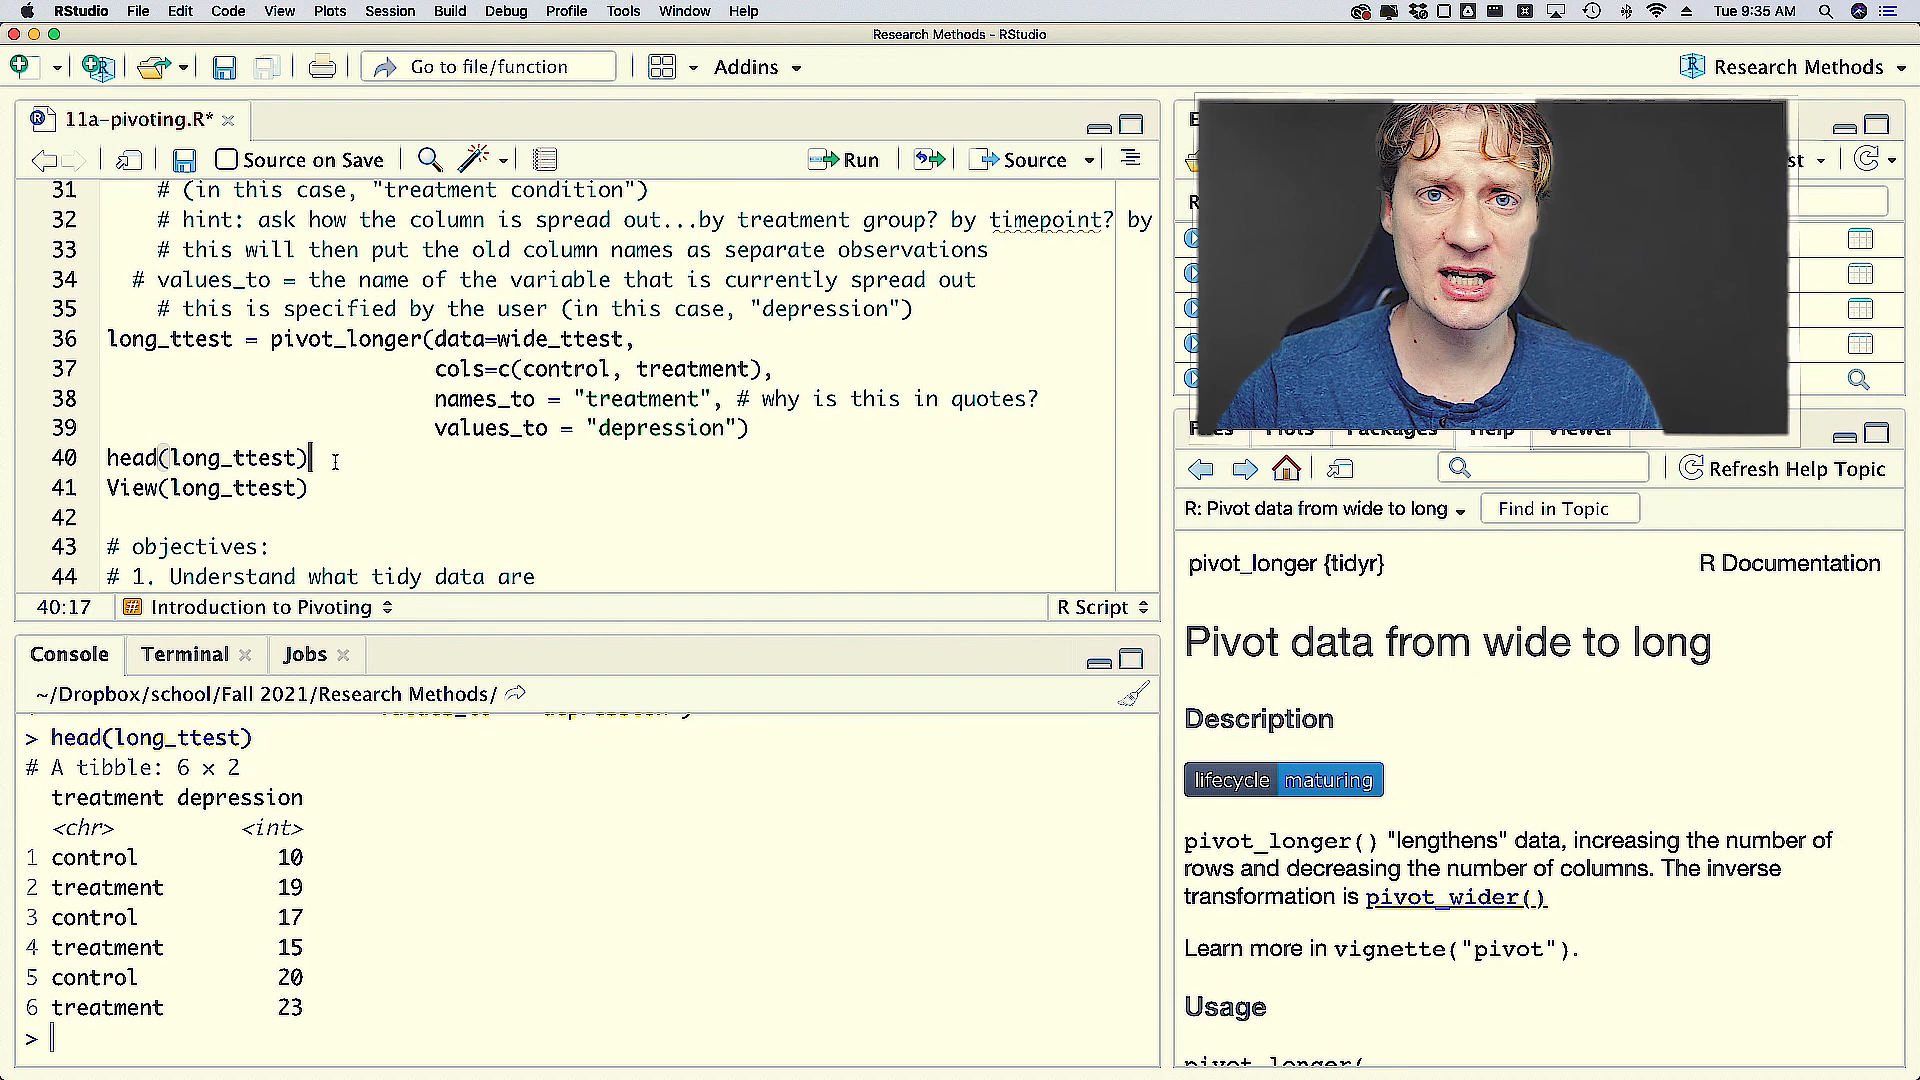 RStudio File Edit Code View Plots Session Build Debug Profile Tools Window Help Tue 9:35 AM
Research Methods - RStudio
Go to file/function Addins Research Methods
11a-pivoting.R*
Source on Save Run Source
31 # (in this case, "treatment condition")
32 # hint: ask how the column is spread out...by treatment group? by timepoint? by
33 # this will then put the old column names as separate observations
34 # values_to = the name of the variable that is currently spread out
35 # this is specified by the user (in this case, "depression")
36 long_ttest = pivot_longer(data=wide_ttest,
37 cols=c(control, treatment),
38 names_to = "treatment", # why is this in quotes?
39 values_to = "depression")
40 head(long_ttest)
41 View(long_ttest)
42
43 # objectives:
44 # 1. Understand what tidy data are
40:17 Introduction to Pivoting R Script
Console Terminal Jobs
~/Dropbox/school/Fall 2021/Research Methods/
> head(long_ttest)
# A tibble: 6 x 2
treatment depression
<chr> <int>
1 control 10
2 treatment 19
3 control 17
4 treatment 15
5 control 20
6 treatment 23
>
Files Plots Packages Help Viewer
Refresh Help Topic
R: Pivot data from wide to long Find in Topic
pivot_longer {tidyr} R Documentation
Pivot data from wide to long
Description
lifecycle maturing
pivot_longer() "lengthens" data, increasing the number of
rows and decreasing the number of columns. The inverse
transformation is pivot_wider()
Learn more in vignette("pivot").
Usage
pivot_longer(